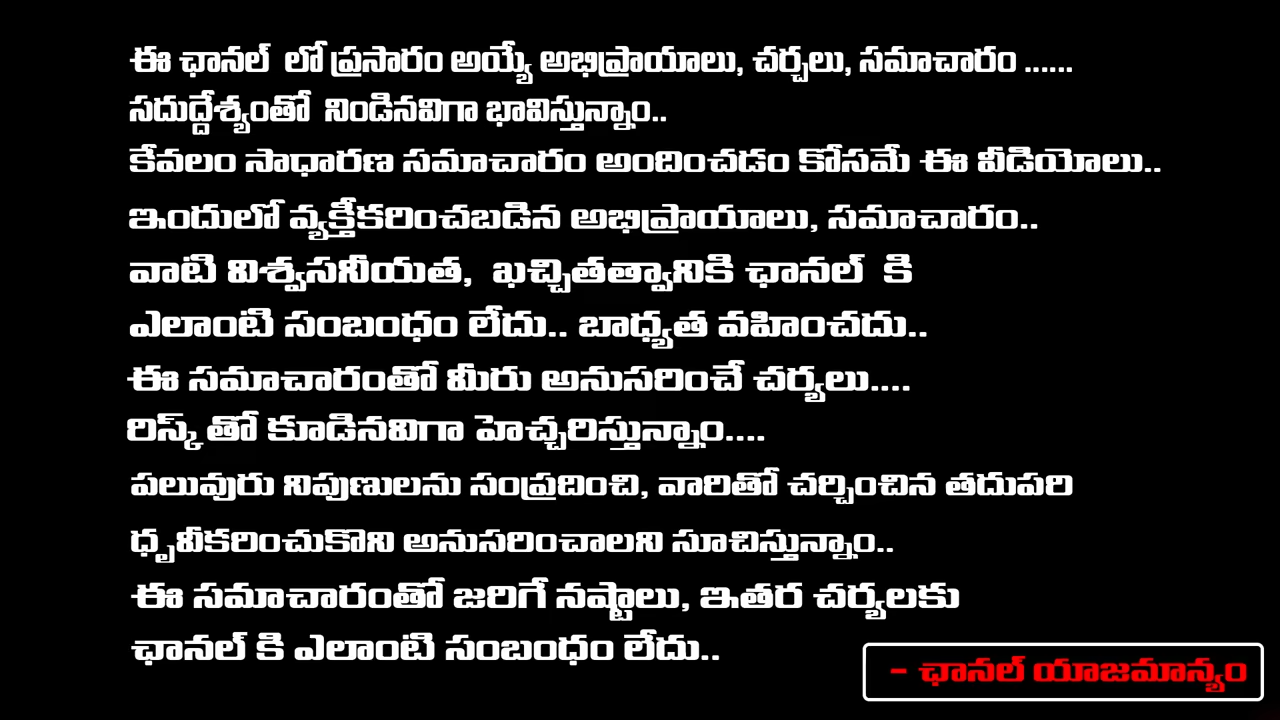 ఈ ఛానల్ లో ప్రసారం అయ్యే అభిప్రాయాలు, చర్చలు, సమాచారం ......
సదుద్దేశ్యంతో నిండినవిగా భావిస్తున్నాం..
కేవలం సాధారణ సమాచారం అందించడం కోసమే ఈ వీడియోలు..
ఇందులో వ్యక్తీకరించబడిన అభిప్రాయాలు, సమాచారం..
వాటి విశ్వసనీయత, ఖచ్చితత్వానికి ఛానల్ కి
ఎలాంటి సంబంధం లేదు.. బాధ్యత వహించదు..
ఈ సమాచారంతో మీరు అనుసరించే చర్యలు....
రిస్క్ తో కూడినవిగా హెచ్చరిస్తున్నాం....
పలువురు నిపుణులను సంప్రదించి, వారితో చర్చించిన తదుపరి
ధృవీకరించుకొని అనుసరించాలని సూచిస్తున్నాం..
ఈ సమాచారంతో జరిగే నష్టాలు, ఇతర చర్యలకు
ఛానల్ కి ఎలాంటి సంబంధం లేదు..
- ఛానల్ యాజమాన్యం